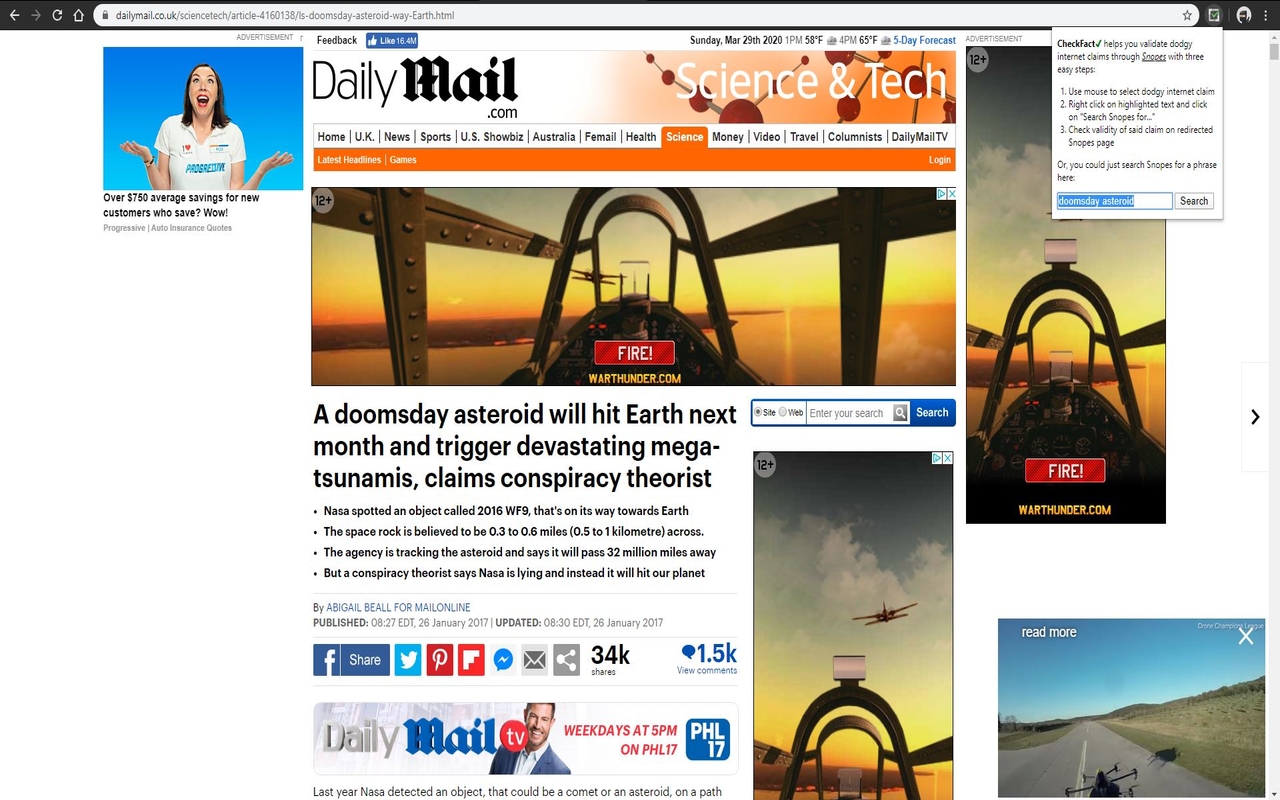 dailymail.co.uk/sciencetech/article-4160138/Is-doomsday-asteroid-way-Earth.html
ADVERTISEMENT
Over $750 average savings for new
customers who save? Wow!
Progressive | Auto Insurance Quotes
PROGRESSIVE
Feedback
Like 16.4M
Sunday, Mar 29th 2020 1PM 58°F 4PM 65°F 5-Day Forecast
Daily Mail
.com
Science & Tech
Home | U.K. | News | Sports | U.S. Showbiz | Australia | Femail | Health | Science | Money | Video | Travel | Columnists | DailyMailTV
Latest Headlines | Games
Login
12+
FIRE!
WARTHUNDER.COM
A doomsday asteroid will hit Earth next
month and trigger devastating mega-
tsunamis, claims conspiracy theorist
• Nasa spotted an object called 2016 WF9, that's on its way towards Earth
• The space rock is believed to be 0.3 to 0.6 miles (0.5 to 1 kilometre) across.
• The agency is tracking the asteroid and says it will pass 32 million miles away
• But a conspiracy theorist says Nasa is lying and instead it will hit our planet
By ABIGAIL BEALL FOR MAILONLINE
PUBLISHED: 08:27 EDT, 26 January 2017 | UPDATED: 08:30 EDT, 26 January 2017
Share
34k
shares
1.5k
View comments
Daily Mail tv
WEEKDAYS AT 5PM
ON PHL17
PHL
17
Last year Nasa detected an object, that could be a comet or an asteroid, on a path
Site Web Enter your search Search
12+
ADVERTISEMENT
12+
FIRE!
WARTHUNDER.COM
CheckFact✓ helps you validate dodgy
internet claims through Snopes with three
easy steps:
1. Use mouse to select dodgy internet claim
2. Right click on highlighted text and click
on "Search Snopes for..."
3. Check validity of said claim on redirected
Snopes page
Or, you could just search Snopes for a phrase
here:
doomsday asteroid Search
read more
Drone Champions League